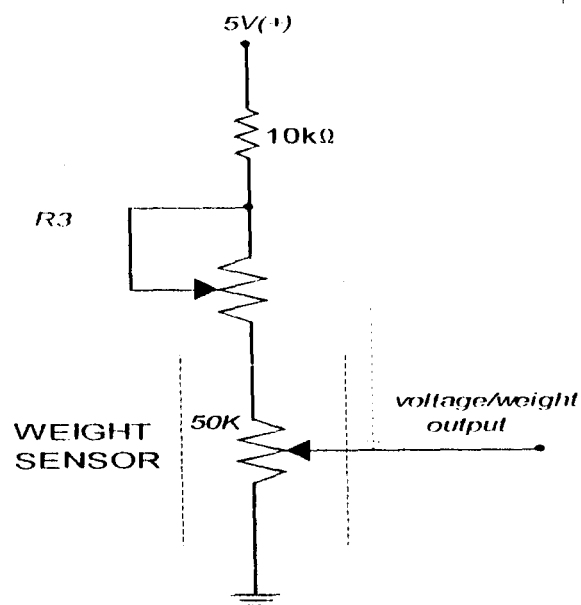 5V(+)
10kΩ
R3
50K
voltage/weight
output
WEIGHT
SENSOR